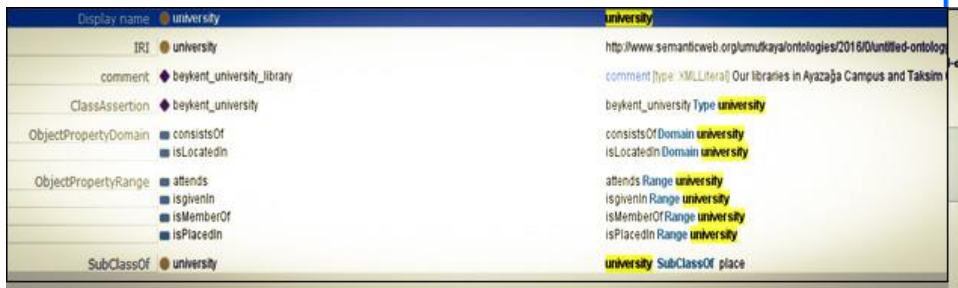 Display name university university
IRI university http://www.semanticweb.org/umutkaya/ontologies/2016/0/untitled-ontology
comment beykent_university_library comment [type: XMLLiteral] Our libraries in Ayazağa Campus and Taksim
ClassAssertion beykent_university beykent_university Type university
ObjectPropertyDomain consistsOf consistsOf Domain university
isLocatedIn isLocatedIn Domain university
ObjectPropertyRange attends attends Range university
isgivenIn isgivenIn Range university
isMemberOf isMemberOf Range university
isPlacedIn isPlacedIn Range university
SubClassOf university university SubClassOf place